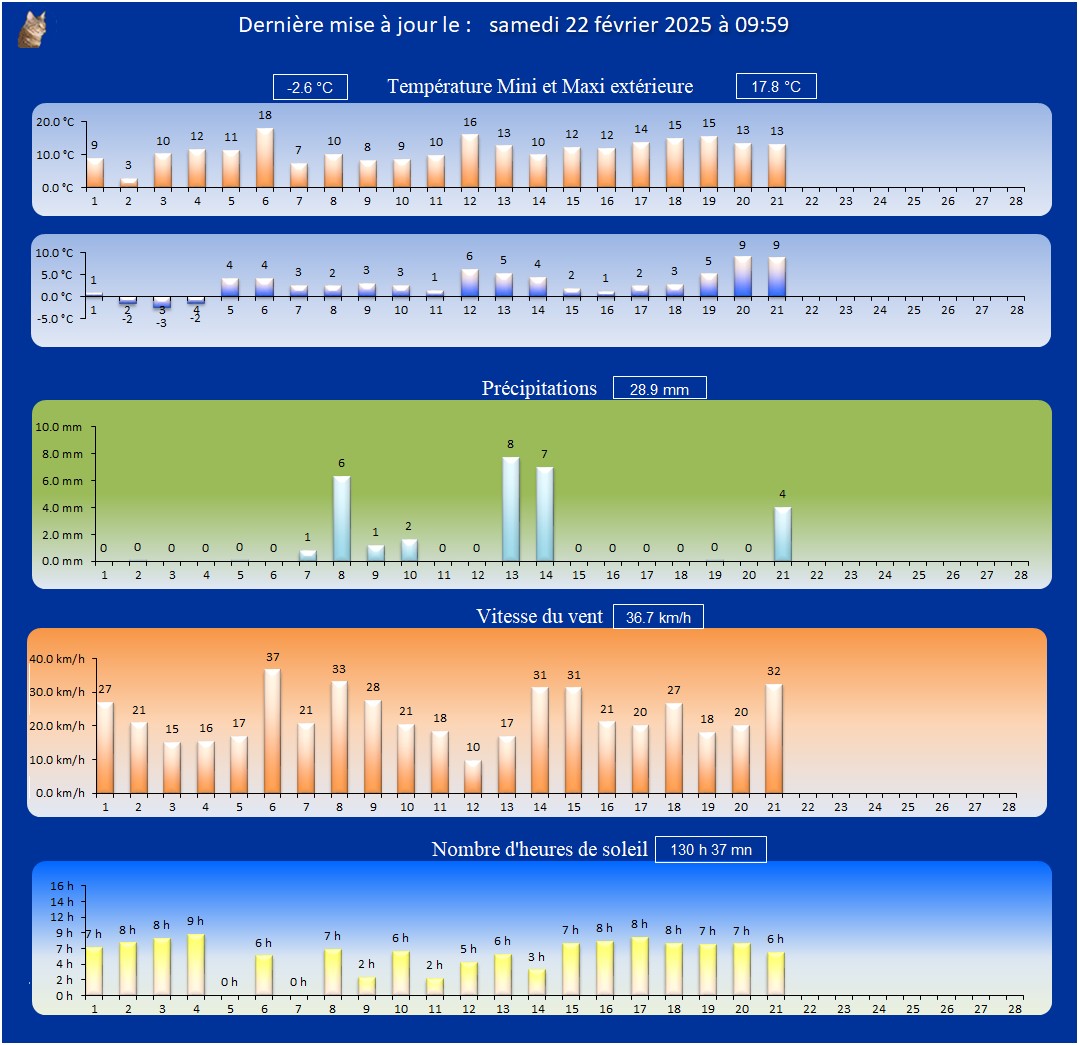 Dernière mise à jour le : samedi 22 février 2025 à 09:59
-2.6 °C Température Mini et Maxi extérieure 17.8 °C
18
20.0 °C 9 3 10 12 11 7 10 8 9 10 16 13 10 12 12 14 15 15 13 13
10.0 °C
0.0 °C
1 2 3 4 5 6 7 8 9 10 11 12 13 14 15 16 17 18 19 20 21 22 23 24 25 26 27 28
10.0 °C 1 4 4 3 2 3 3 1 6 5 4 2 1 2 3 5 9 9
5.0 °C
0.0 °C
1 2 3 4 5 6 7 8 9 10 11 12 13 14 15 16 17 18 19 20 21 22 23 24 25 26 27 28
-5.0 °C -2 -3 -2
Précipitations 28.9 mm
10.0 mm
8.0 mm
6.0 mm
4.0 mm
2.0 mm
0.0 mm
0 0 0 0 0 0 1 6 1 2 0 0 8 7 0 0 0 0 0 0 4
1 2 3 4 5 6 7 8 9 10 11 12 13 14 15 16 17 18 19 20 21 22 23 24 25 26 27 28
Vitesse du vent 36.7 km/h
40.0 km/h
30.0 km/h
20.0 km/h
10.0 km/h
0.0 km/h
27 21 15 16 17 37 21 33 28 21 18 10 17 31 31 21 20 27 18 20 32
1 2 3 4 5 6 7 8 9 10 11 12 13 14 15 16 17 18 19 20 21 22 23 24 25 26 27 28
Nombre d'heures de soleil 130 h 37 mn
16 h
14 h
12 h
9 h
7 h
4 h
2 h
0 h
7 h 8 h 8 h 9 h 0 h 6 h 0 h 7 h 2 h 6 h 2 h 5 h 6 h 3 h 7 h 8 h 8 h 8 h 7 h 7 h 6 h
1 2 3 4 5 6 7 8 9 10 11 12 13 14 15 16 17 18 19 20 21 22 23 24 25 26 27 28